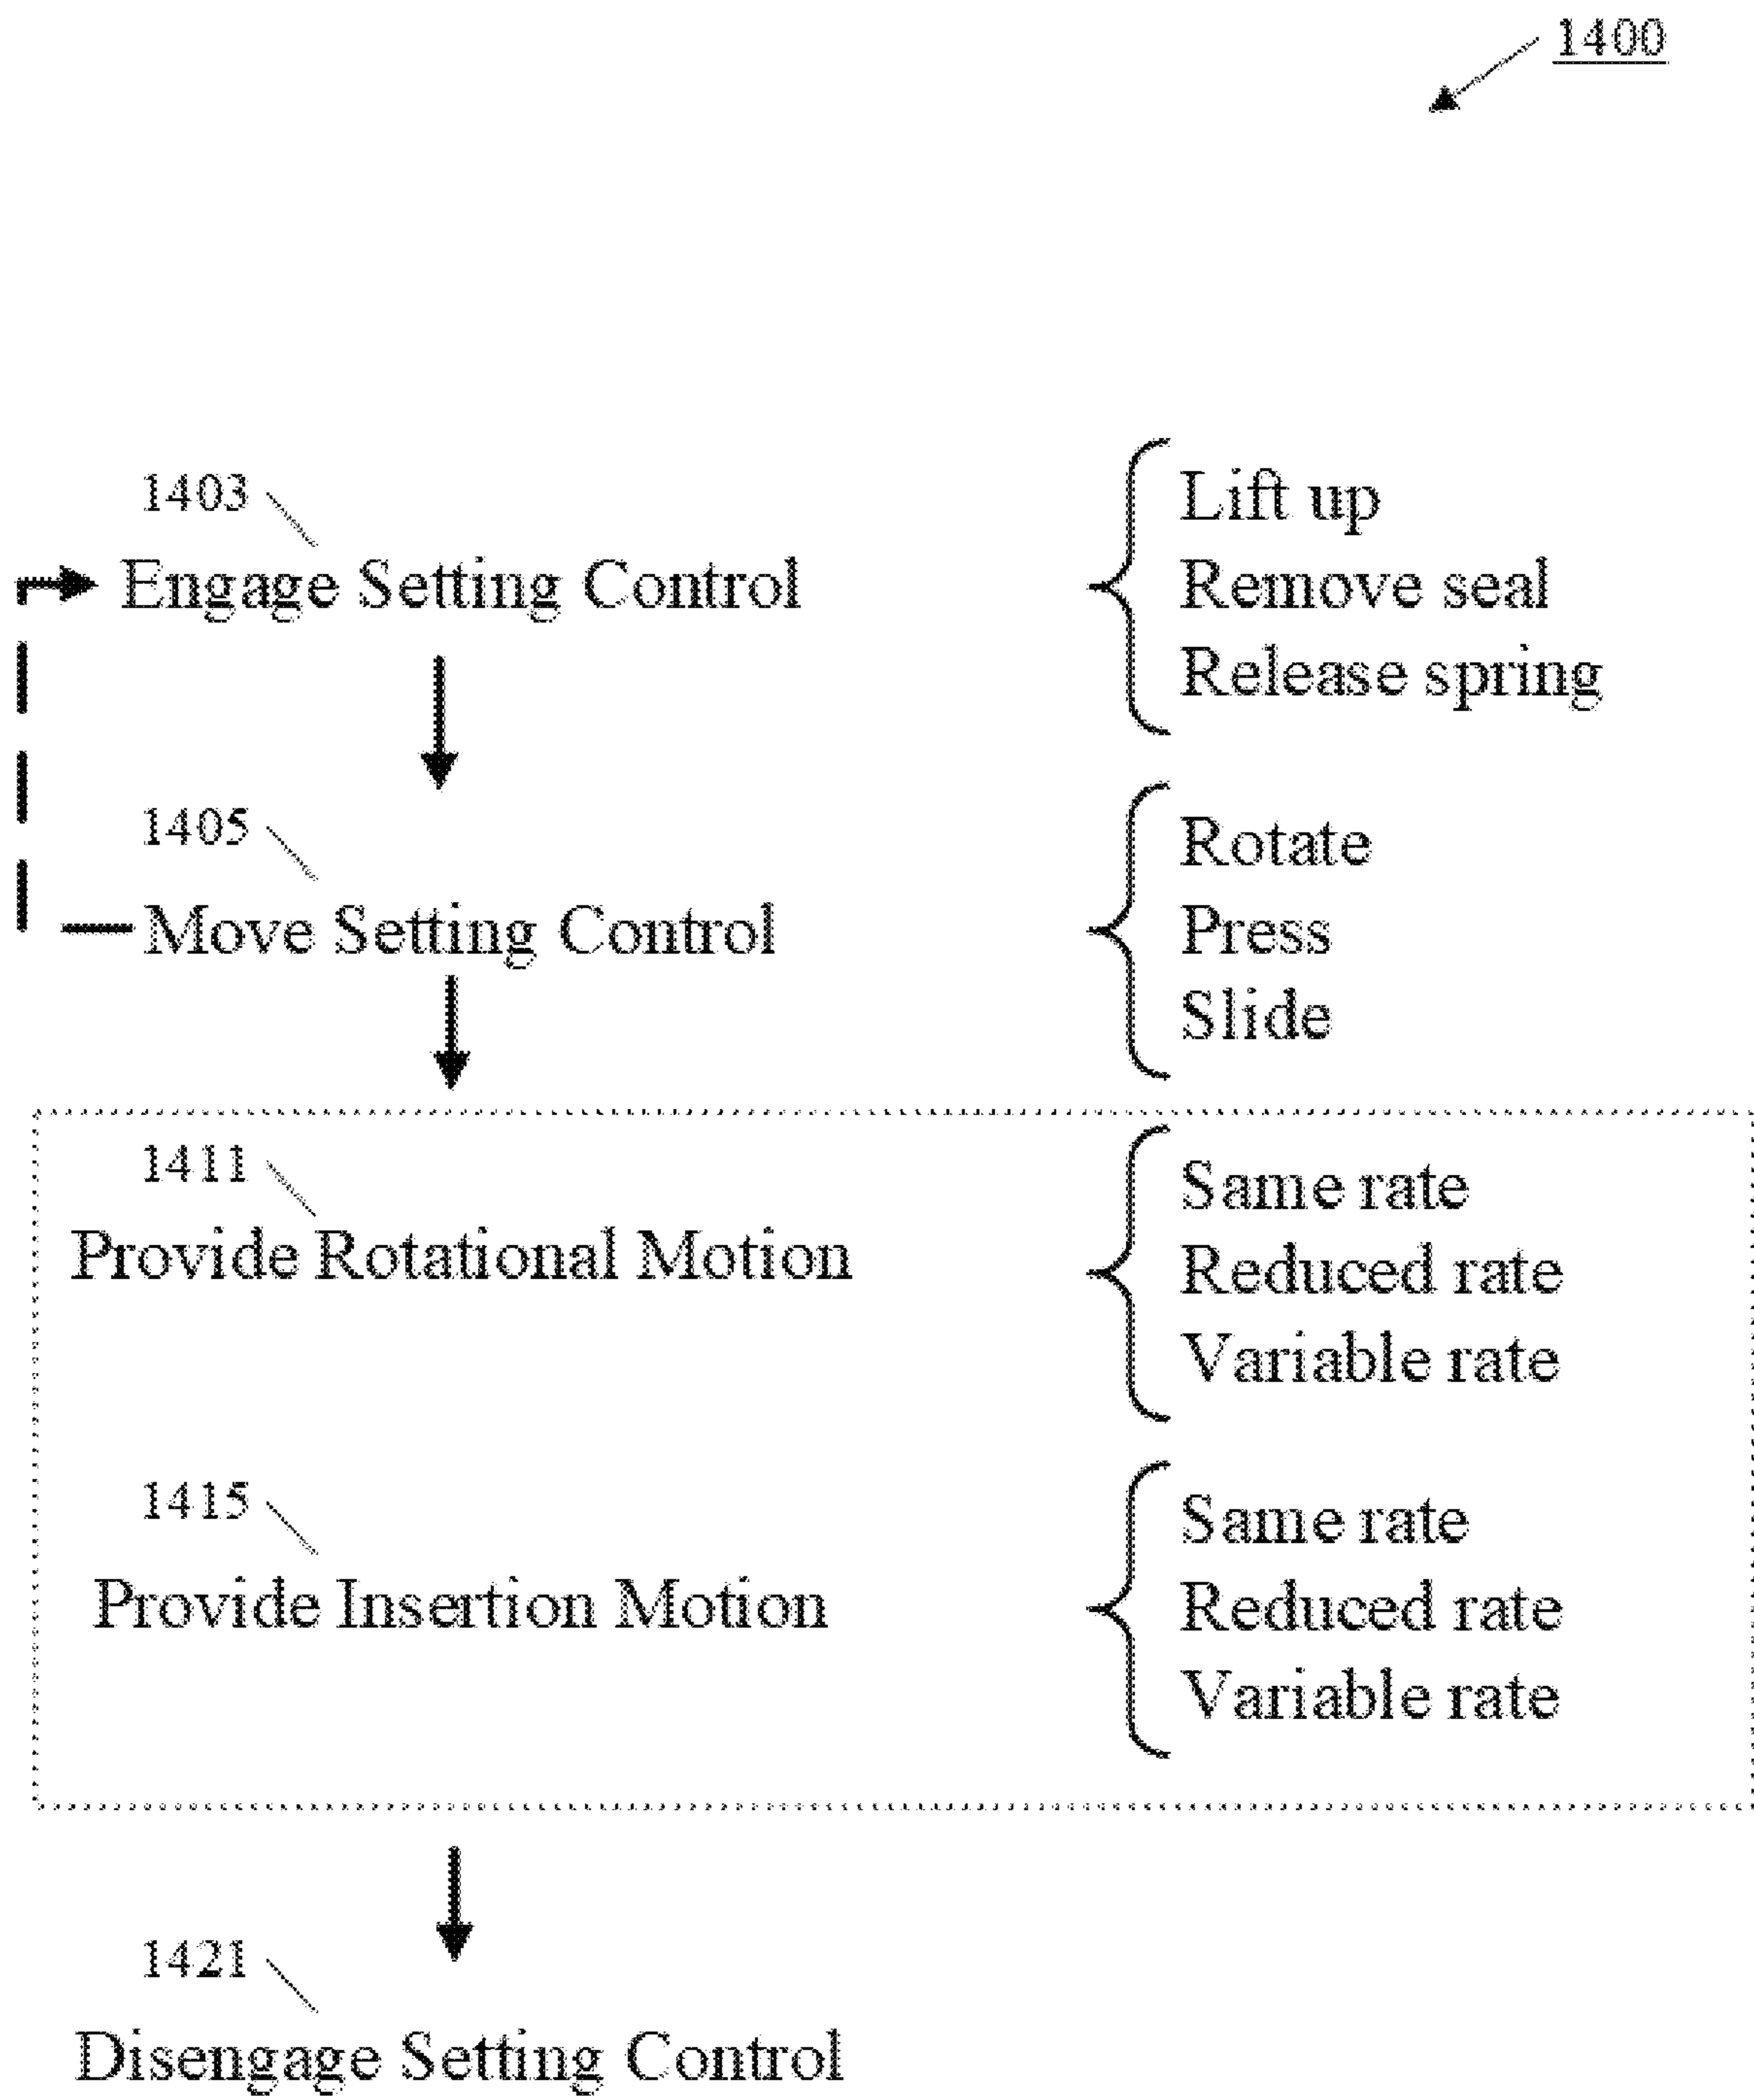 1400
1403
Engage Setting Control
Lift up
Remove seal
Release spring
1405
Move Setting Control
Rotate
Press
Slide
1411
Provide Rotational Motion
Same rate
Reduced rate
Variable rate
1415
Provide Insertion Motion
Same rate
Reduced rate
Variable rate
1421
Disengage Setting Control